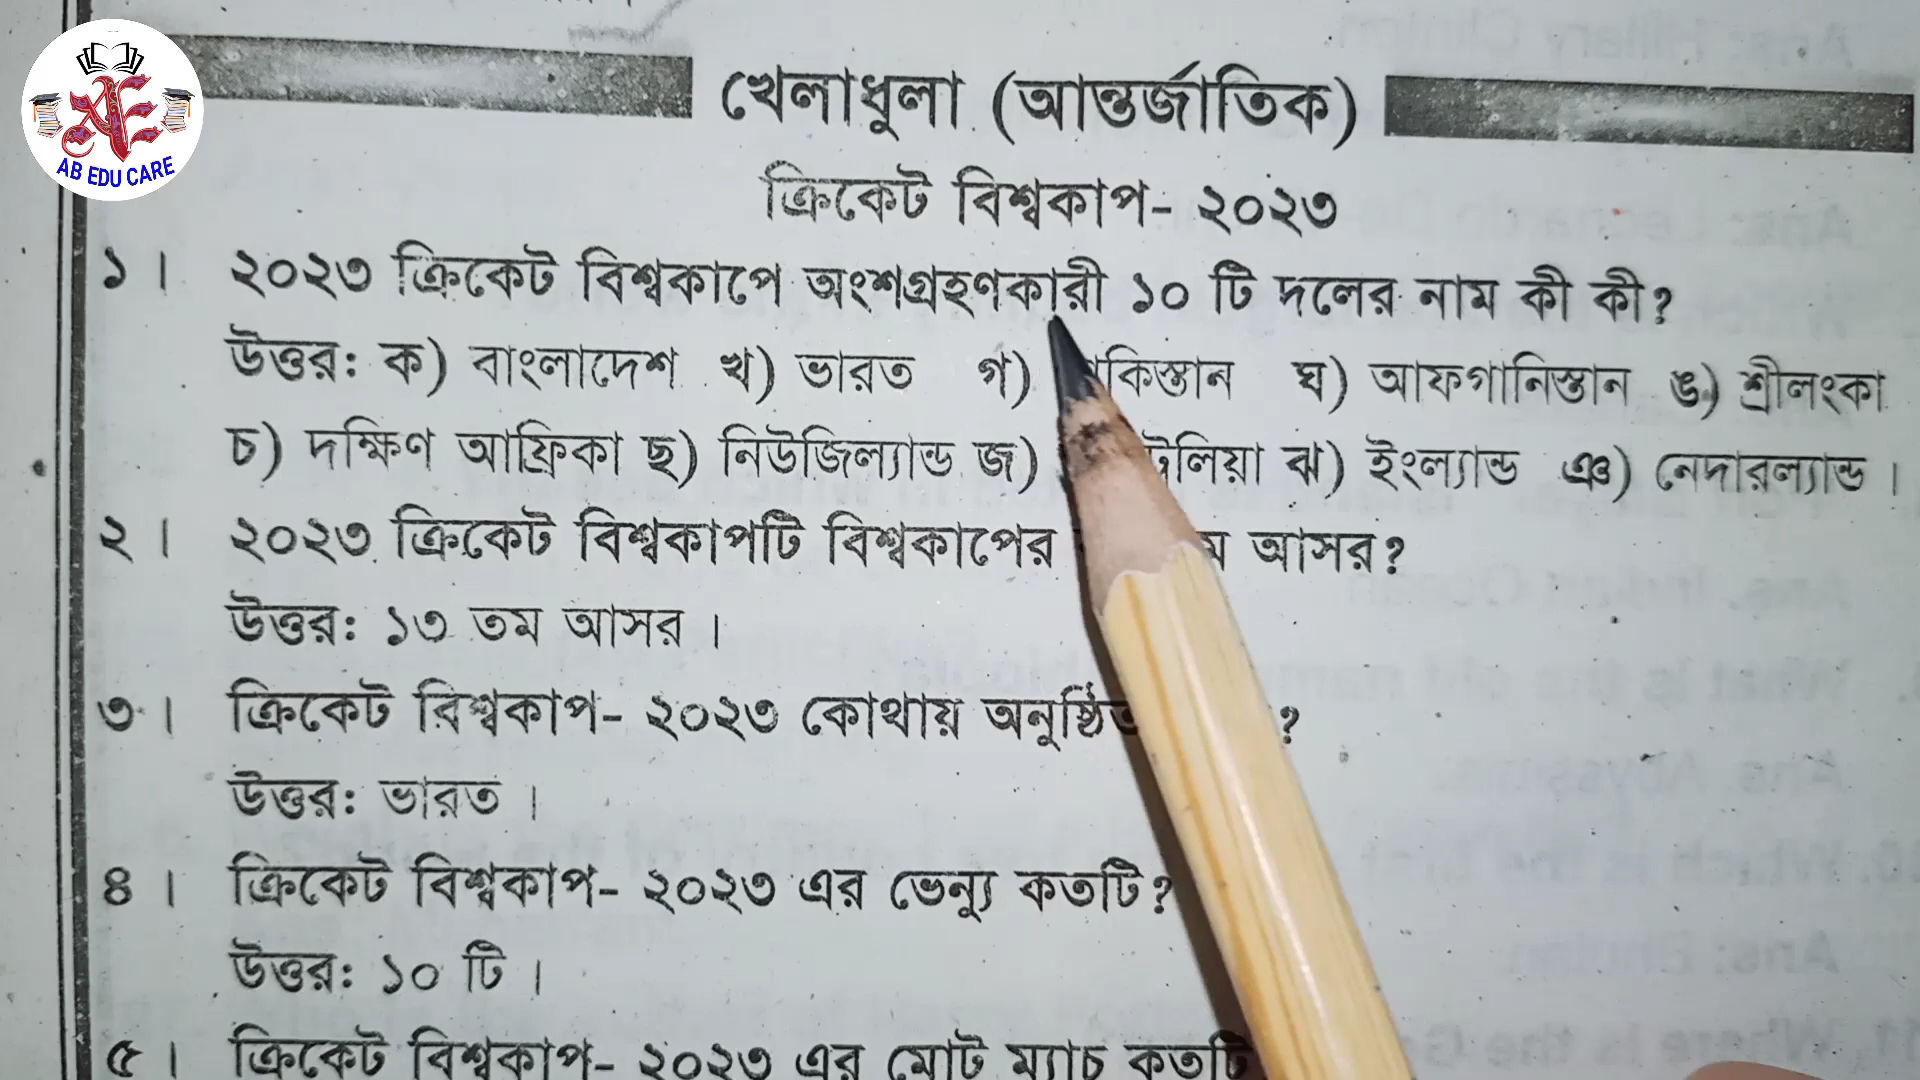 AB EDU CARE
খেলাধুলা (আন্তর্জাতিক)
ক্রিকেট বিশ্বকাপ- ২০২৩
১। ২০২৩ ক্রিকেট বিশ্বকাপে অংশগ্রহণকারী ১০ টি দলের নাম কী কী?
উত্তর: ক) বাংলাদেশ খ) ভারত গ) ঘ) আফগানিস্তান ঙ) শ্রীলংকা
চ) দক্ষিণ আফ্রিকা ছ) নিউজিল্যান্ড জ) ঝ) ইংল্যান্ড ঞ) নেদারল্যান্ড।
২। ২০২৩ ক্রিকেট বিশ্বকাপটি বিশ্বকাপের আসর?
উত্তর: ১৩ তম আসর।
৩। ক্রিকেট বিশ্বকাপ- ২০২৩ কোথায় অনুষ্ঠিত ?
উত্তর: ভারত।
৪। ক্রিকেট বিশ্বকাপ- ২০২৩ এর ভেন্যু কতটি?
উত্তর: ১০ টি।
৫। ক্রিকেট বিশ্বকাপ- ২০২৩ এর মোট ম্যাচ কতটি